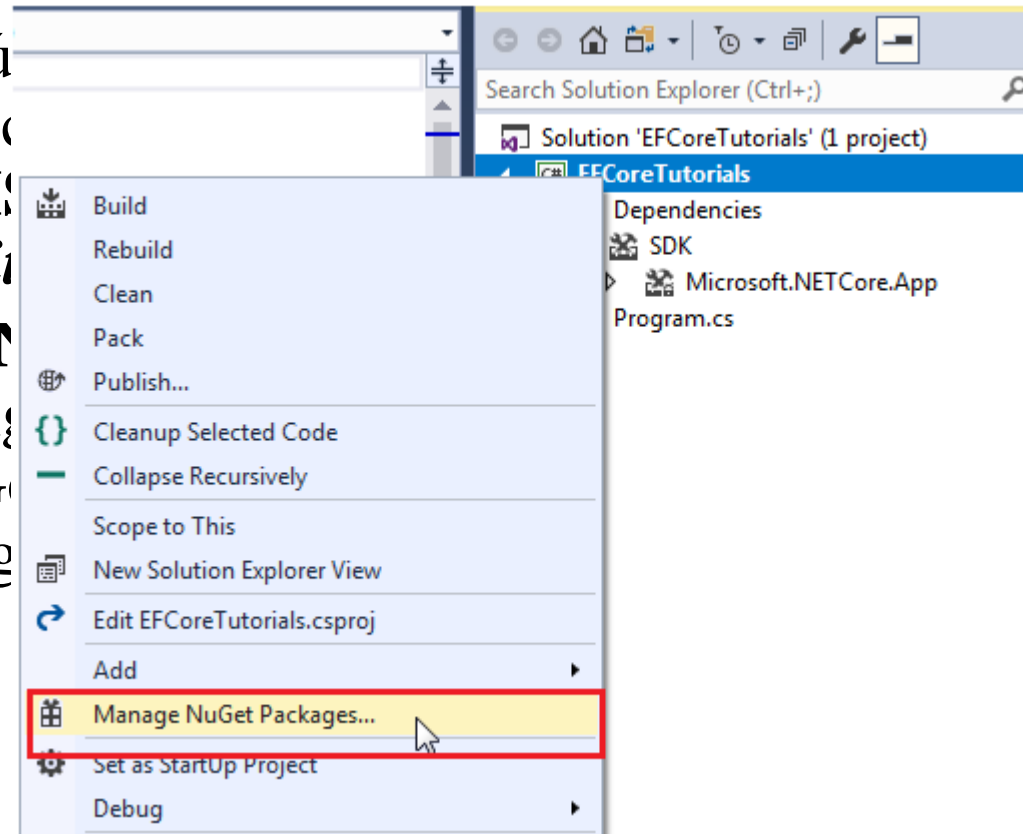 Search Solution Explorer (Ctrl+;)
Solution 'EFCoreTutorials' (1 project)
C# EFCoreTutorials
Dependencies
SDK
Microsoft.NETCore.App
Program.cs
Build
Rebuild
Clean
Pack
Publish...
Cleanup Selected Code
Collapse Recursively
Scope to This
New Solution Explorer View
Edit EFCoreTutorials.csproj
Add
Manage NuGet Packages...
Set as StartUp Project
Debug